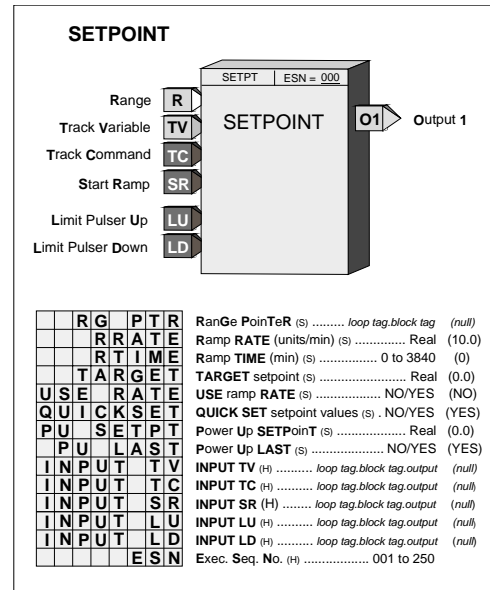 SETPOINT
SETPT ESN = 000
Range R
SETPOINT
O1 Output 1
Track Variable TV
Track Command TC
Start Ramp SR
Limit Pulser Up LU
Limit Pulser Down LD
RG PTR RanGe PoinTeR (S) ......... loop tag.block tag (null)
RRATE Ramp RATE (units/min) (S) .............. Real (10.0)
RTIME Ramp TIME (min) (S) ................ 0 to 3840 (0)
TARGET TARGET setpoint (S) ...................... Real (0.0)
USE RATE USE ramp RATE (S) .................. NO/YES (NO)
QUICKSET QUICK SET setpoint values (S) . NO/YES (YES)
PU SETPT Power Up SETPoinT (S) .................. Real (0.0)
PU LAST Power Up LAST (S) ................... NO/YES (YES)
INPUT TV INPUT TV (H) .......... loop tag.block tag.output (null)
INPUT TC INPUT TC (H) .......... loop tag.block tag.output (null)
INPUT SR INPUT SR (H) ........ loop tag.block tag.output (null)
INPUT LU INPUT LU (H) .......... loop tag.block tag.output (null)
INPUT LD INPUT LD (H) .......... loop tag.block tag.output (null)
ESN Exec. Seq. No. (H) .................. 001 to 250